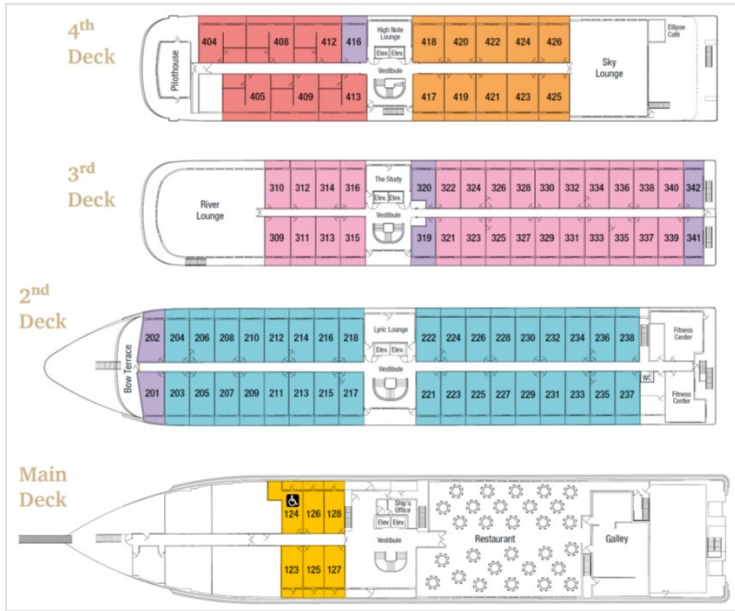 4th
Deck
Pilothouse
404 408 412 416
High Note
Lounge
Elev. Elev.
Vestibule
418 420 422 424 426
405 409 413
417 419 421 423 425
Sky
Lounge
Ellipse
Café
3rd
Deck
River
Lounge
310 312 314 316
The Study
Elev. Elev.
Vestibule
320 322 324 326 328 330 332 334 336 338 340 342
309 311 313 315
319 321 323 325 327 329 331 333 335 337 339 341
2nd
Deck
Bow Terrace
202 204 206 208 210 212 214 216 218
Lyric Lounge
Elev. Elev.
Vestibule
222 224 226 228 230 232 234 236 238
201 203 205 207 209 211 213 215 217
221 223 225 227 229 231 233 235 237
WC
Fitness
Center
Fitness
Center
Main
Deck
124 126 128
123 125 127
Ship's
Office
Elev. Elev.
Vestibule
Restaurant
Galley